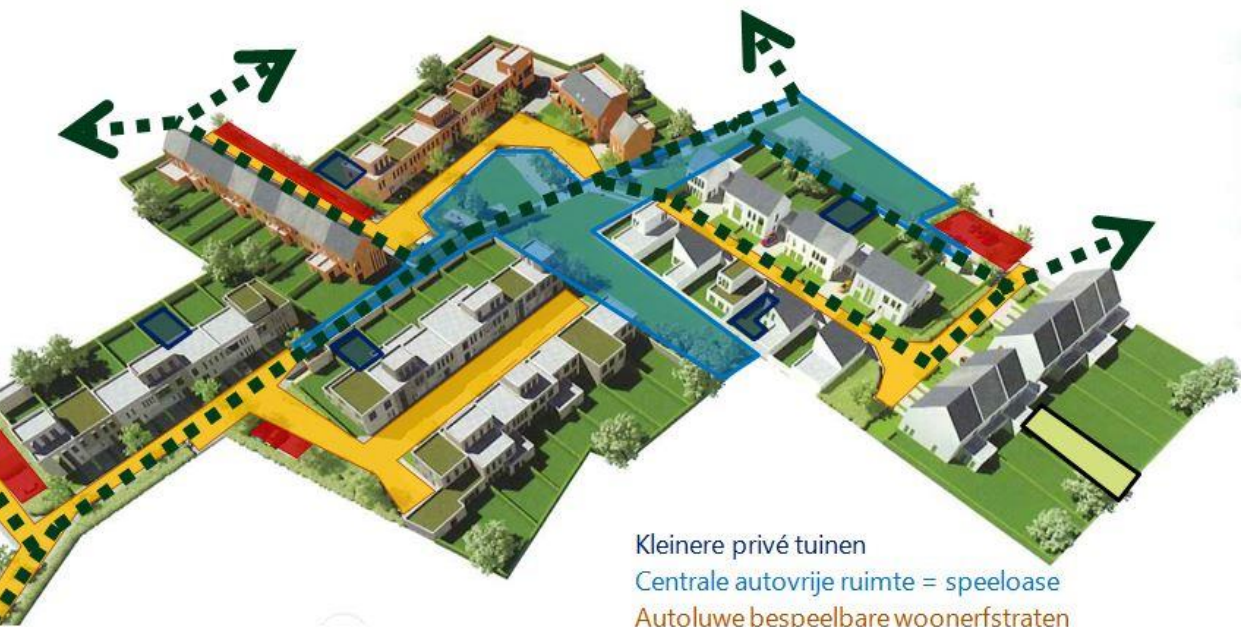 Kleinere privé tuinen
Centrale autovrije ruimte = speeloase
Autoluwe bespeelbare woonerfstraten